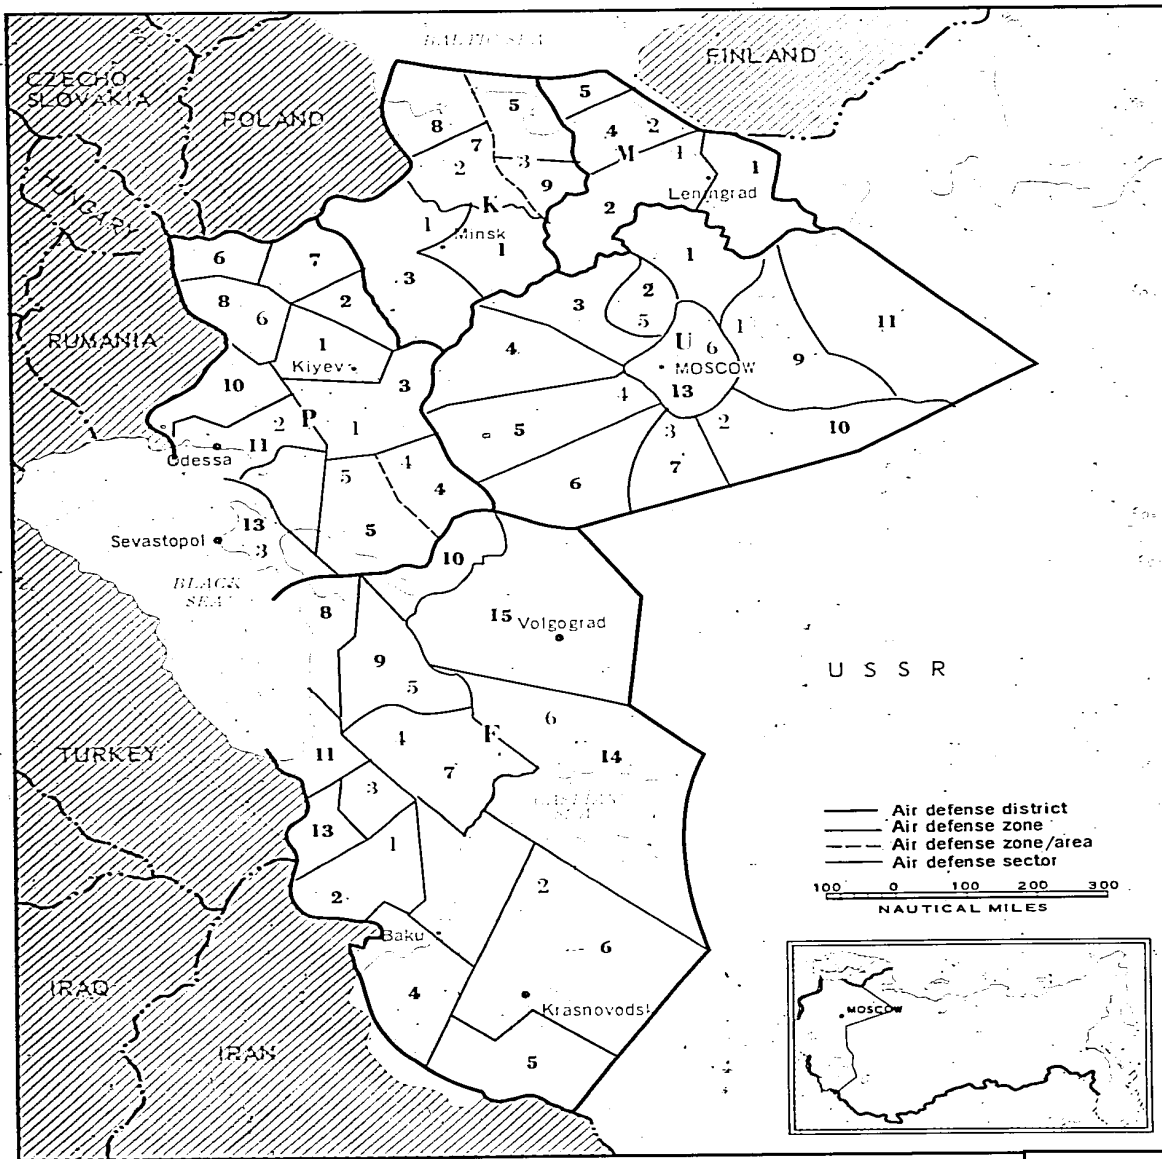 BALTIC SEA
FINLAND
CZECHO-
SLOVAKIA
POLAND
HUNGARY
RUMANIA
5
5
8
7
4
2
M
1
1
2
3
9
Leningrad
K
2
1
Minsk
1
6
7
3
1
8
6
2
3
2
5
11
1
Kiyev
4
U
6
1
9
MOSCOW
10
3
13
4
P
2
11
1
5
3
2
10
Odessa
4
7
5
4
6
13
3
5
Sevastopol
10
BLACK
SEA
8
15
Volgograd
9
5
USSR
6
F
4
14
TURKEY
11
7
3
CASPIAN
SEA
13
1
2
2
Baku
6
4
Krasnovodsk
IRAQ
IRAN
5
Air defense district
Air defense zone
Air defense zone/area
Air defense sector
100 0 100 200 300
NAUTICAL MILES
MOSCOW